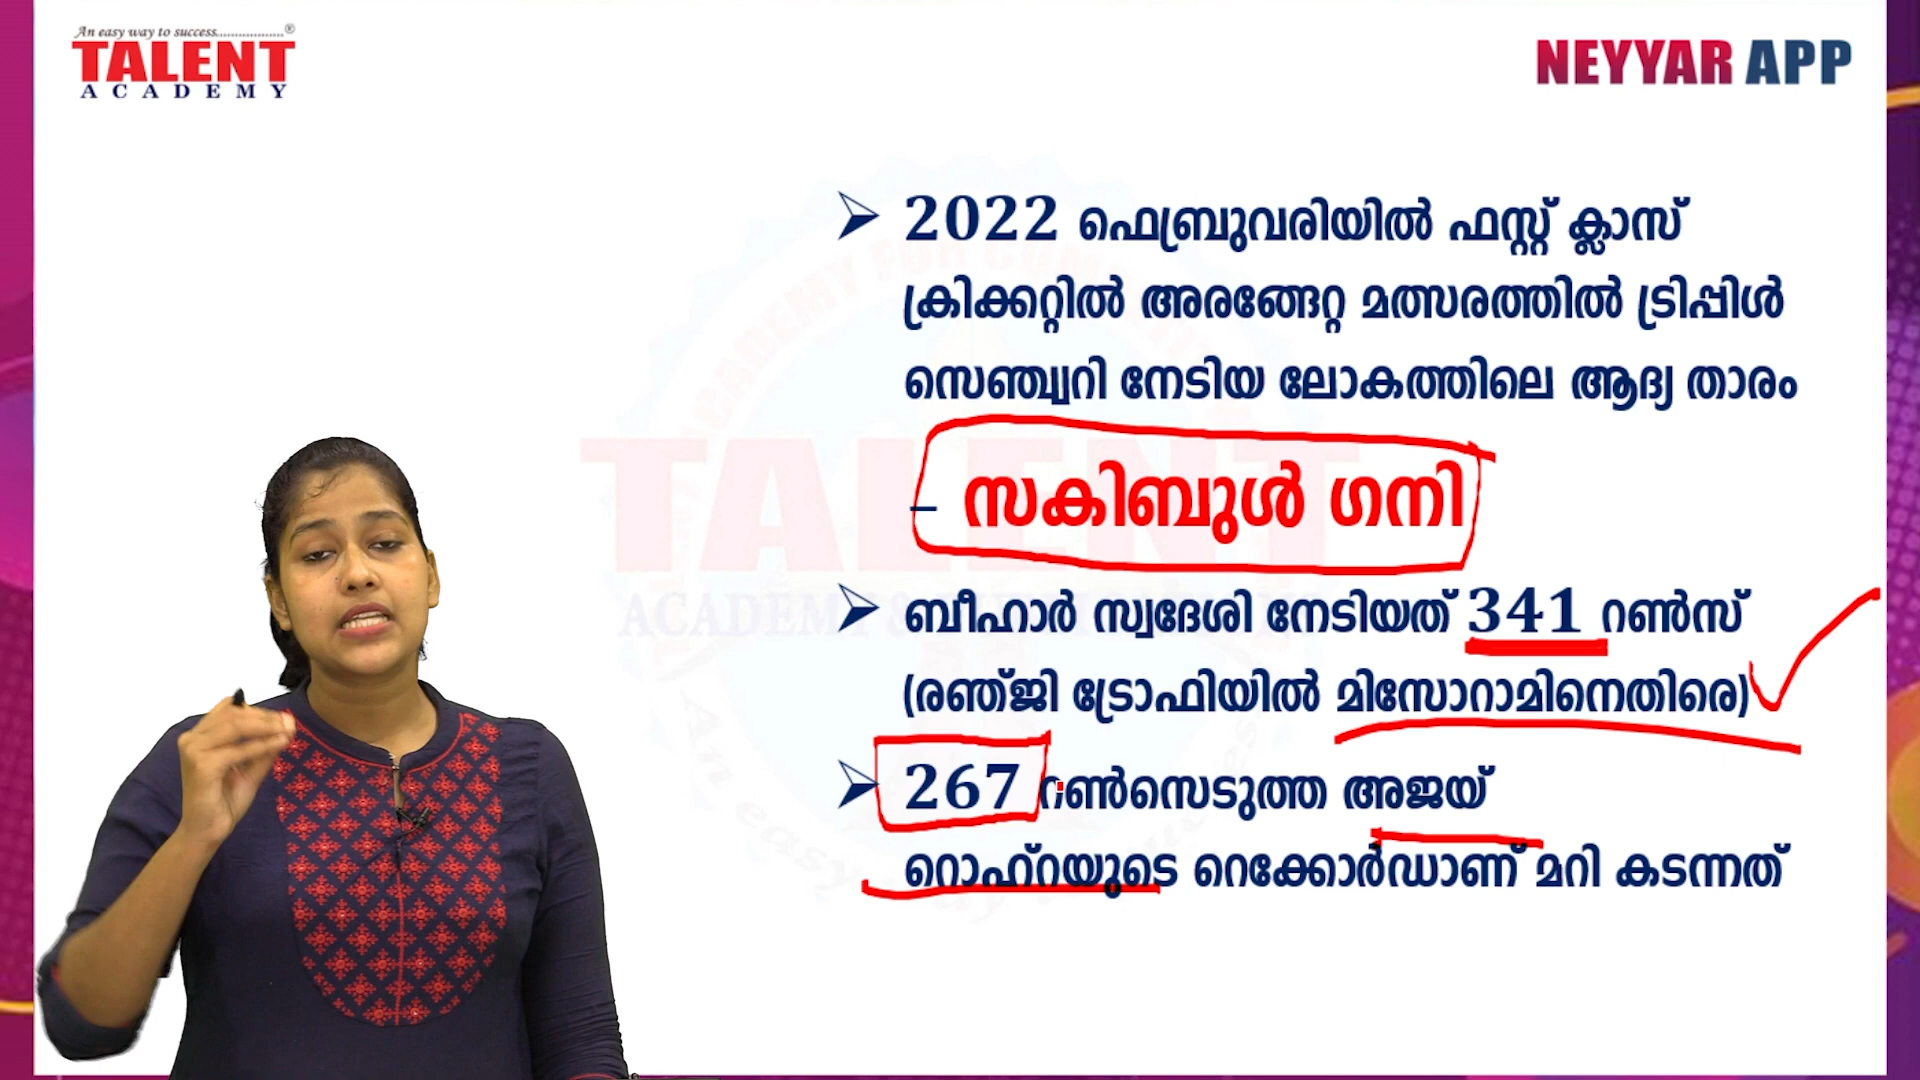 An easy way to success..................®
TALENT
ACADEMY
NEYYAR APP
2022 ഫെബ്രുവരിയിൽ ഫസ്റ്റ് ക്ലാസ്
ക്രിക്കറ്റിൽ അരങ്ങേറ്റ മത്സരത്തിൽ ട്രിപ്പിൾ
സെഞ്ച്വറി നേടിയ ലോകത്തിലെ ആദ്യ താരം
– സകിബുൾ ഗനി
ബീഹാർ സ്വദേശി നേടിയത് 341 റൺസ്
(രഞ്ജി ട്രോഫിയിൽ മിസോറാമിനെതിരെ)
267 റൺസെടുത്ത അജയ്
റൊഹ്റയുടെ റെക്കോർഡാണ് മറി കടന്നത്
TALENT